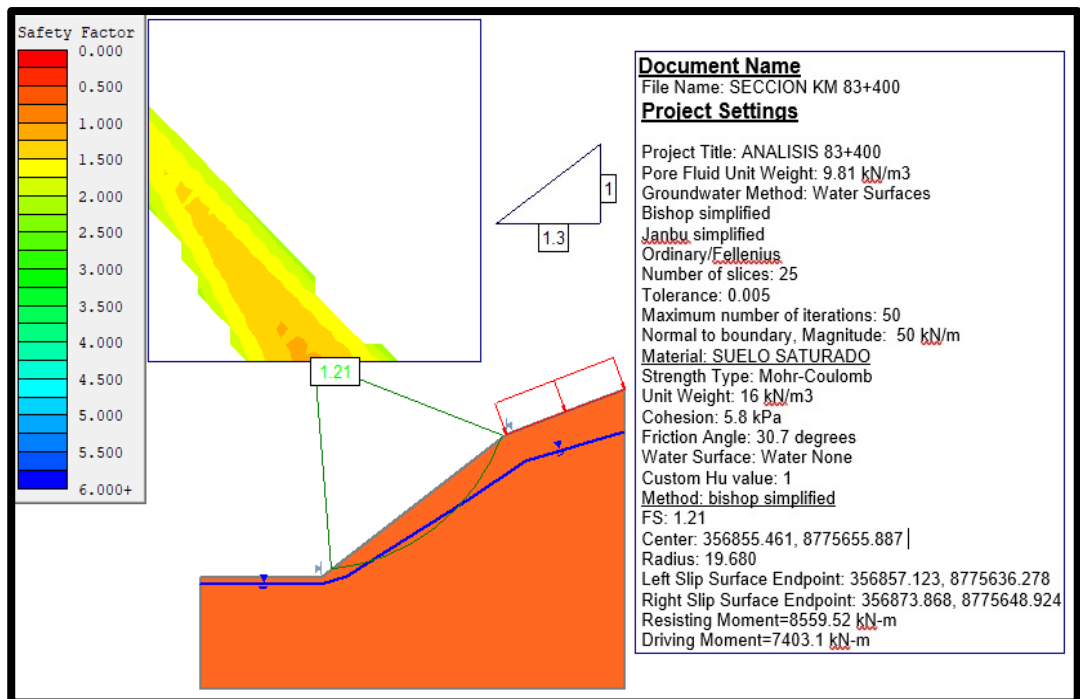 Safety Factor
0.000
0.500
1.000
1.500
2.000
2.500
3.000
3.500
4.000
4.500
5.000
5.500
6.000+
1
1.3
1.21
Document Name
File Name: SECCION KM 83+400
Project Settings
Project Title: ANALISIS 83+400
Pore Fluid Unit Weight: 9.81 kN/m3
Groundwater Method: Water Surfaces
Bishop simplified
Janbu simplified
Ordinary/Fellenius
Number of slices: 25
Tolerance: 0.005
Maximum number of iterations: 50
Normal to boundary, Magnitude: 50 kN/m
Material: SUELO SATURADO
Strength Type: Mohr-Coulomb
Unit Weight: 16 kN/m3
Cohesion: 5.8 kPa
Friction Angle: 30.7 degrees
Water Surface: Water None
Custom Hu value: 1
Method: bishop simplified
FS: 1.21
Center: 356855.461, 8775655.887
Radius: 19.680
Left Slip Surface Endpoint: 356857.123, 8775636.278
Right Slip Surface Endpoint: 356873.868, 8775648.924
Resisting Moment=8559.52 kN-m
Driving Moment=7403.1 kN-m